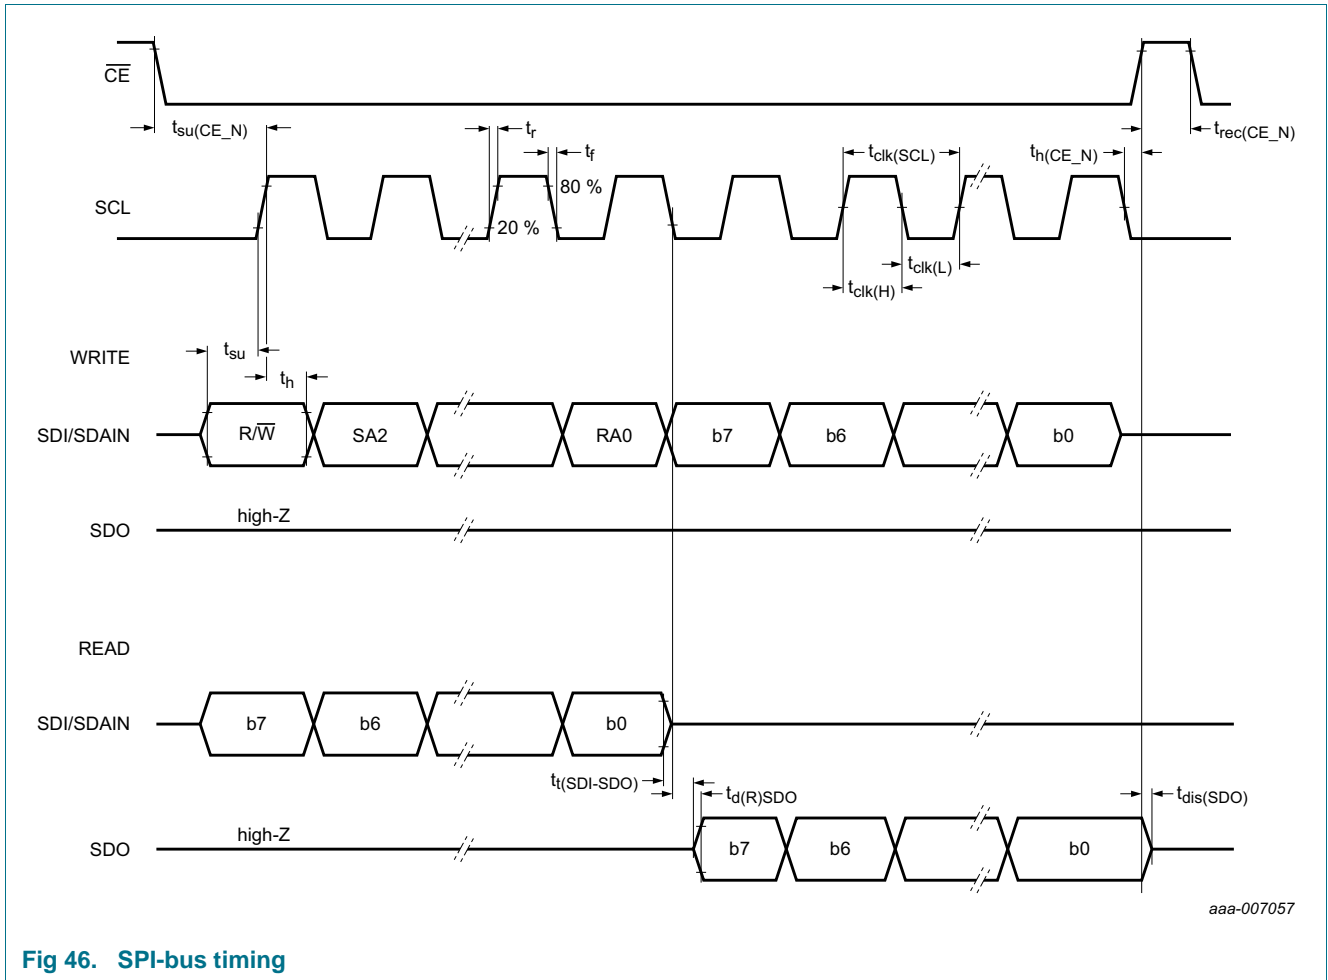 CE
tsu(CE_N)
tr
tf
tclk(SCL)
th(CE_N)
trec(CE_N)
SCL
80 %
20 %
tclk(L)
tclk(H)
WRITE
tsu
th
SDI/SDAIN
R/W
SA2
RA0
b7
b6
b0
SDO
high-Z
READ
SDI/SDAIN
b7
b6
b0
tt(SDI-SDO)
td(R)SDO
tdis(SDO)
SDO
high-Z
b7
b6
b0
aaa-007057
Fig 46. SPI-bus timing